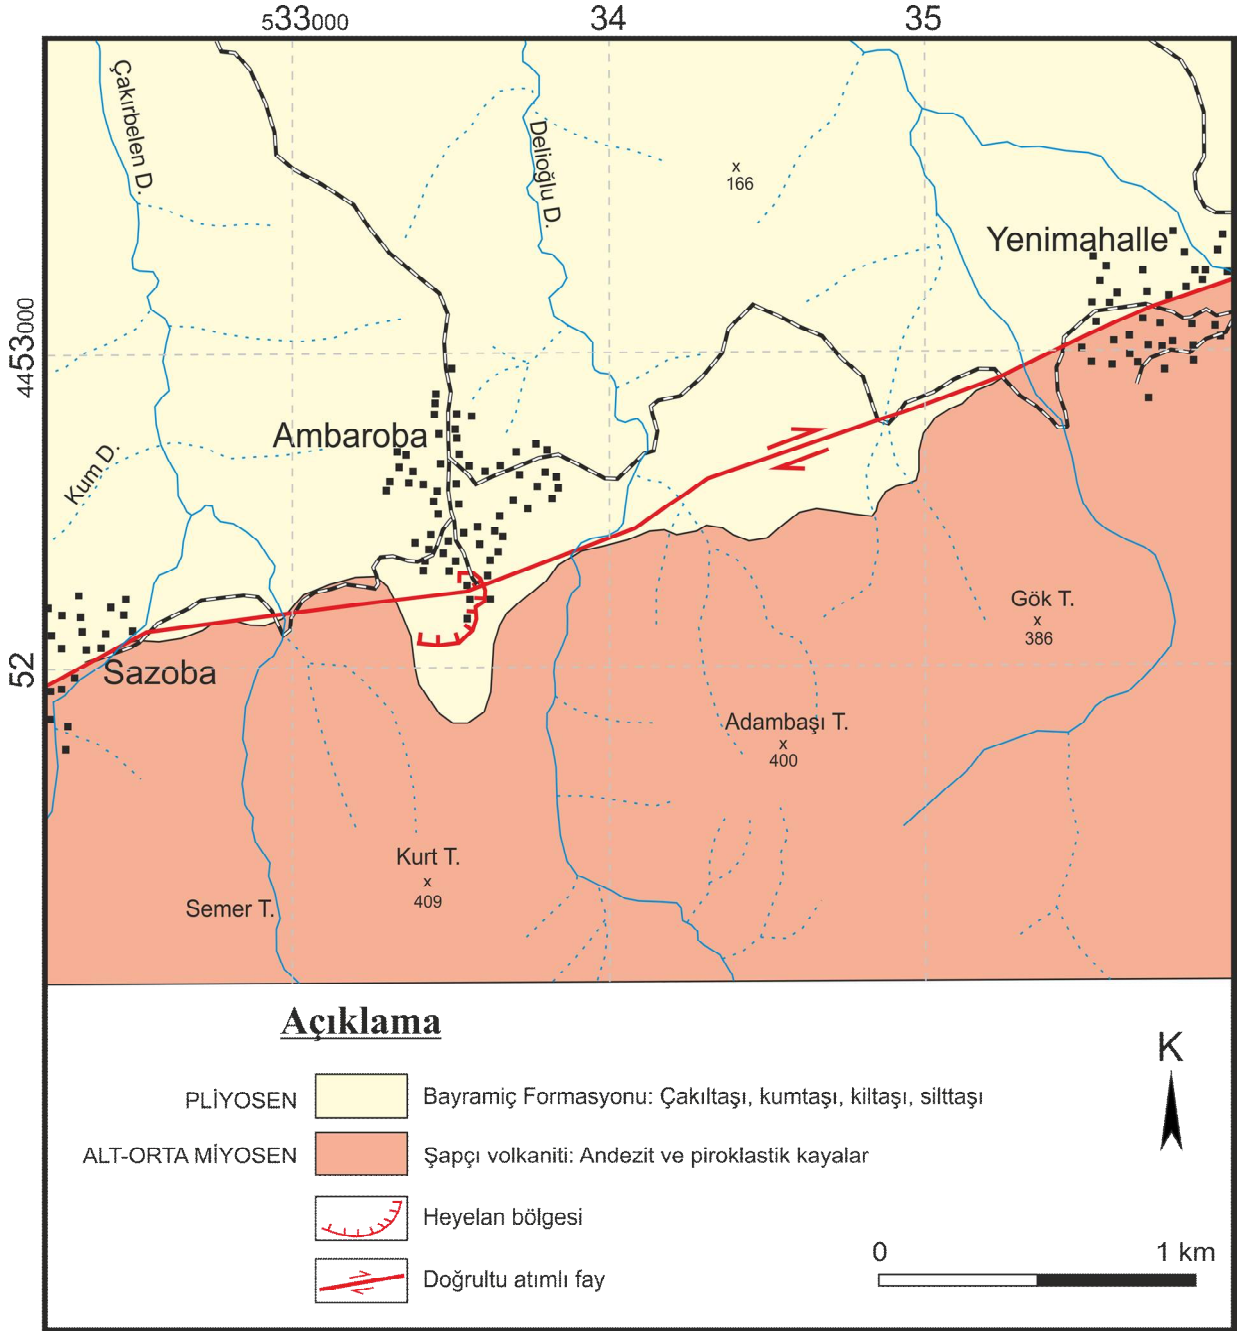 533000 34 35
Çakırbelen D.
Delioğlu D.
x
166
Yenimahalle
4453000
Ambaroba
Kum D.
Gök T.
x
386
52
Sazoba
Adambaşı T.
x
400
Kurt T.
x
409
Semer T.
Açıklama
K
PLİYOSEN Bayramiç Formasyonu: Çakıltaşı, kumtaşı, kiltaşı, silttaşı
ALT-ORTA MİYOSEN Şapçı volkaniti: Andezit ve piroklastik kayalar
Heyelan bölgesi
0 1 km
Doğrultu atımlı fay